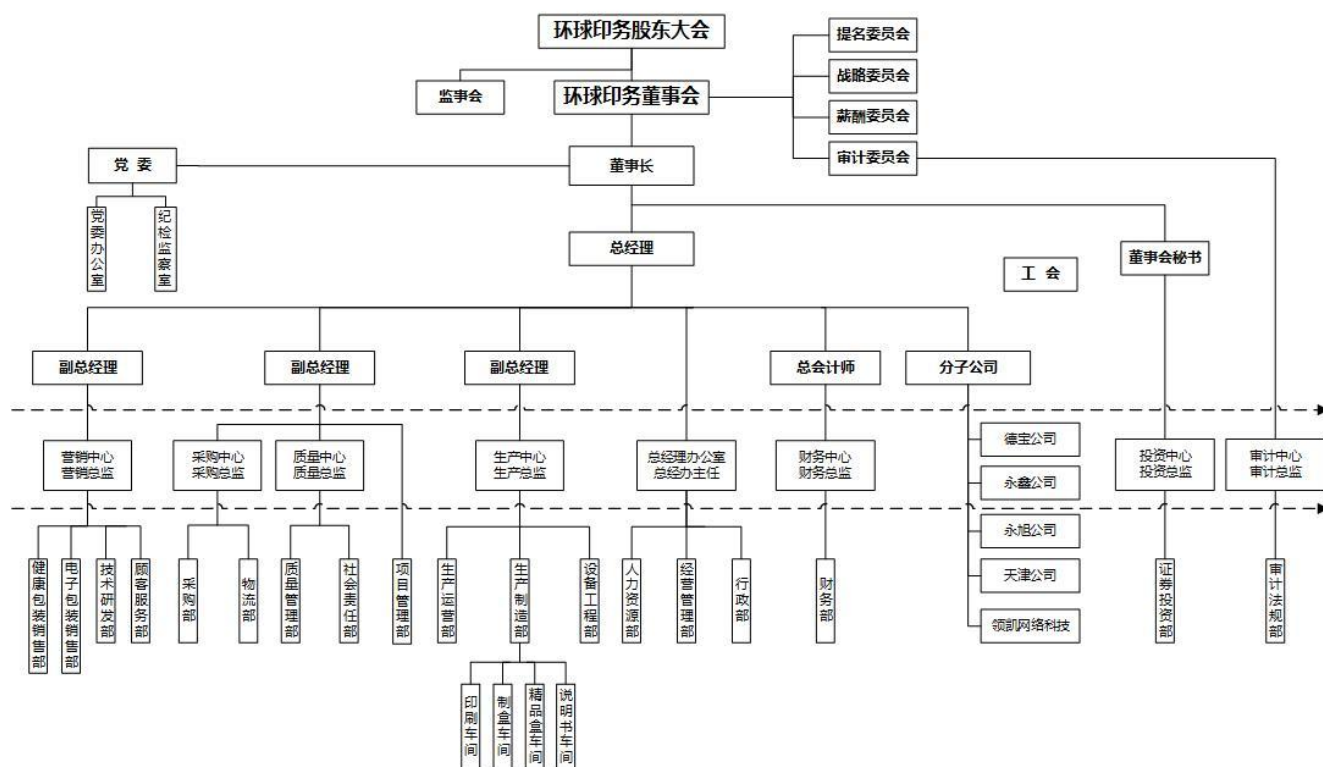 环球印务股东大会
提名委员会
战略委员会
监事会
环球印务董事会
薪酬委员会
党 委
董事长
审计委员会
党委办公室
纪检监察室
总经理
工 会
董事会秘书
副总经理
副总经理
副总经理
总会计师
分子公司
营销中心
营销总监
采购中心
采购总监
质量中心
质量总监
生产中心
生产总监
总经理办公室
总经办主任
财务中心
财务总监
德宝公司
永鑫公司
永旭公司
天津公司
领凯网络科技
投资中心
投资总监
审计中心
审计总监
健康包装销售部
电子包装销售部
技术研发部
顾客服务部
采购部
物流部
质量管理部
社会责任部
项目管理部
生产运营部
生产制造部
设备工程部
人力资源部
经营管理部
行政部
财务部
证券投资部
审计法规部
印刷车间
制盒车间
精品盒车间
说明书车间